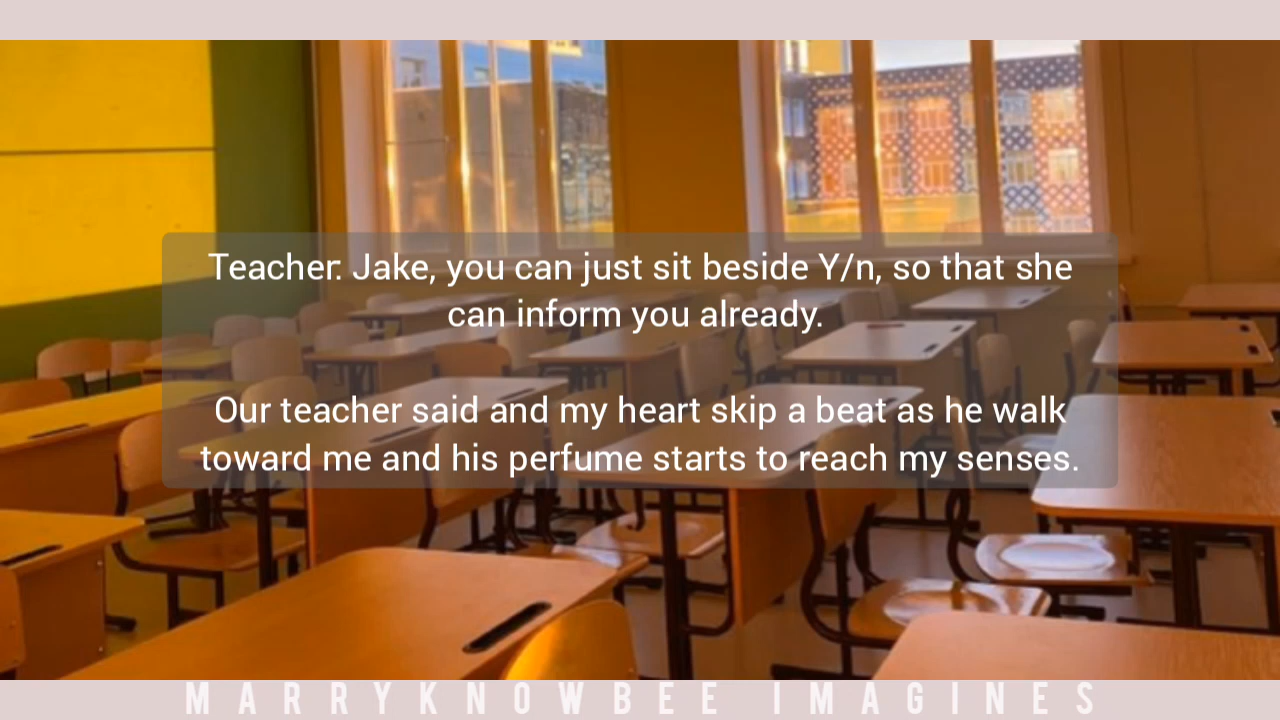 Teacher: Jake, you can just sit beside Y/n, so that she
can inform you already.
Our teacher said and my heart skip a beat as he walk
toward me and his perfume starts to reach my senses.
MARRYKNOWBEE IMAGINES